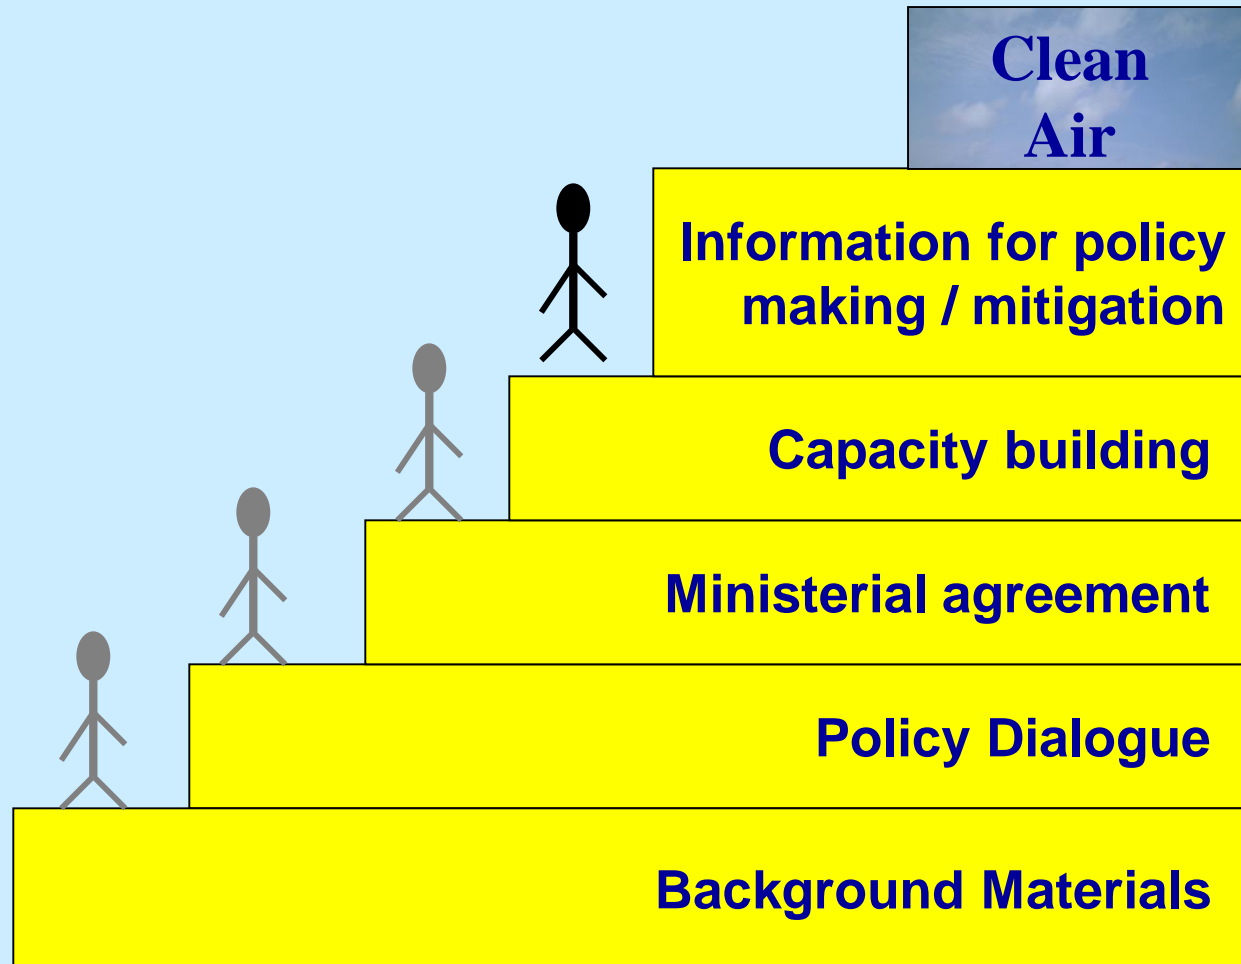 Clean
Air
Information for policy
making / mitigation
Capacity building
Ministerial agreement
Policy Dialogue
Background Materials